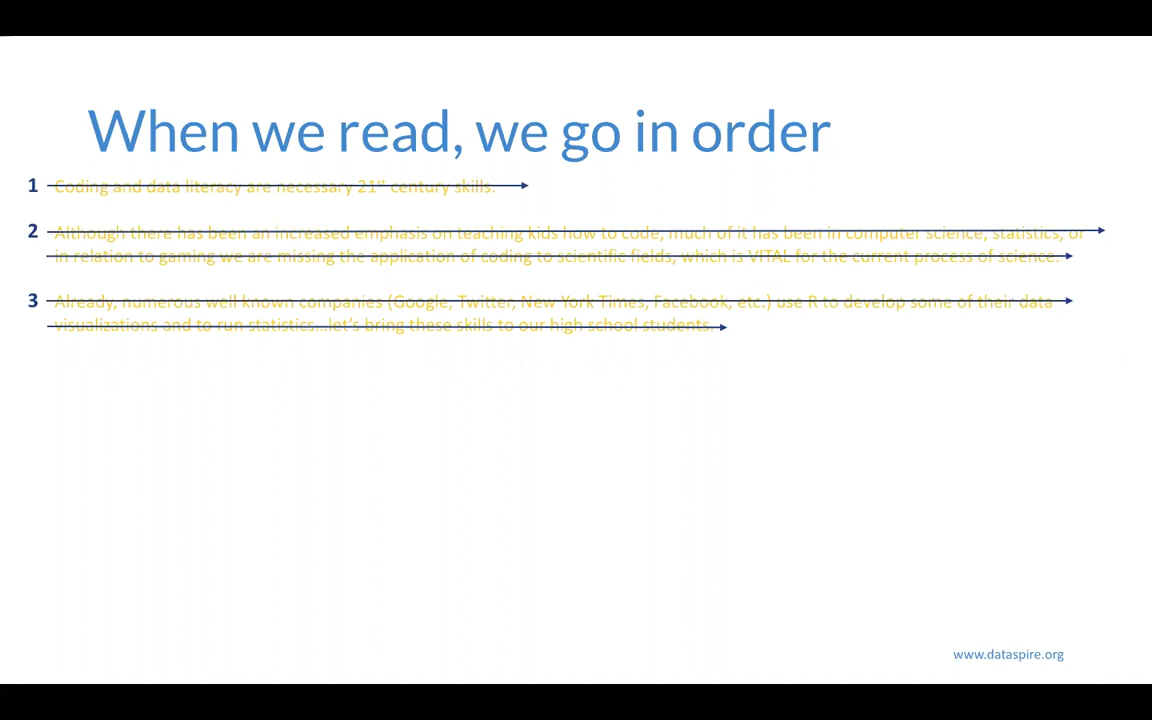 When we read, we go in order
1 Coding and data literacy are necessary 21st century skills.
2 Although there has been an increased emphasis on teaching kids how to code, much of it has been in computer science, statistics, or
in relation to gaming we are missing the application of coding to scientific fields, which is VITAL for the current process of science.
3 Already, numerous well known companies (Google, Twitter, New York Times, Facebook, etc.) use R to develop some of their data
visualizations and to run statistics...let's bring these skills to our high school students.
www.dataspire.org